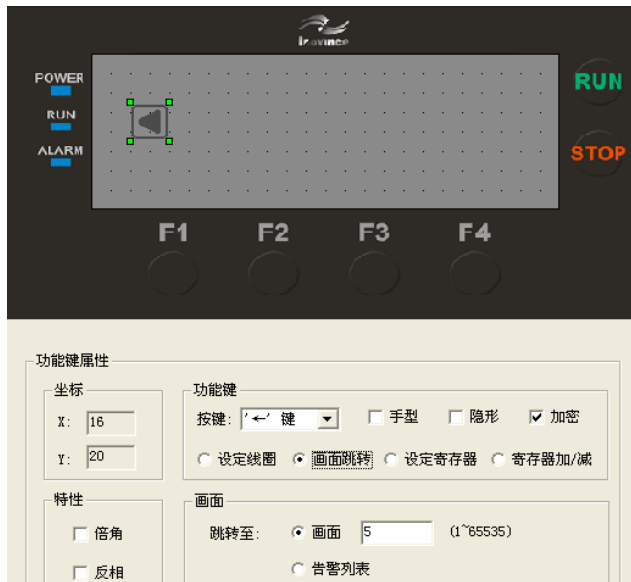 POWER
RUN
ALARM
RUN
STOP
F1 F2 F3 F4
功能键属性
坐标
X: 16
Y: 20
功能键
按键: '←' 键 手型 隐形 加密
设定线圈 画面跳转 设定寄存器 寄存器加/减
特性
倍角
反相
画面
跳转至: 画面 5 (1~65535)
告警列表